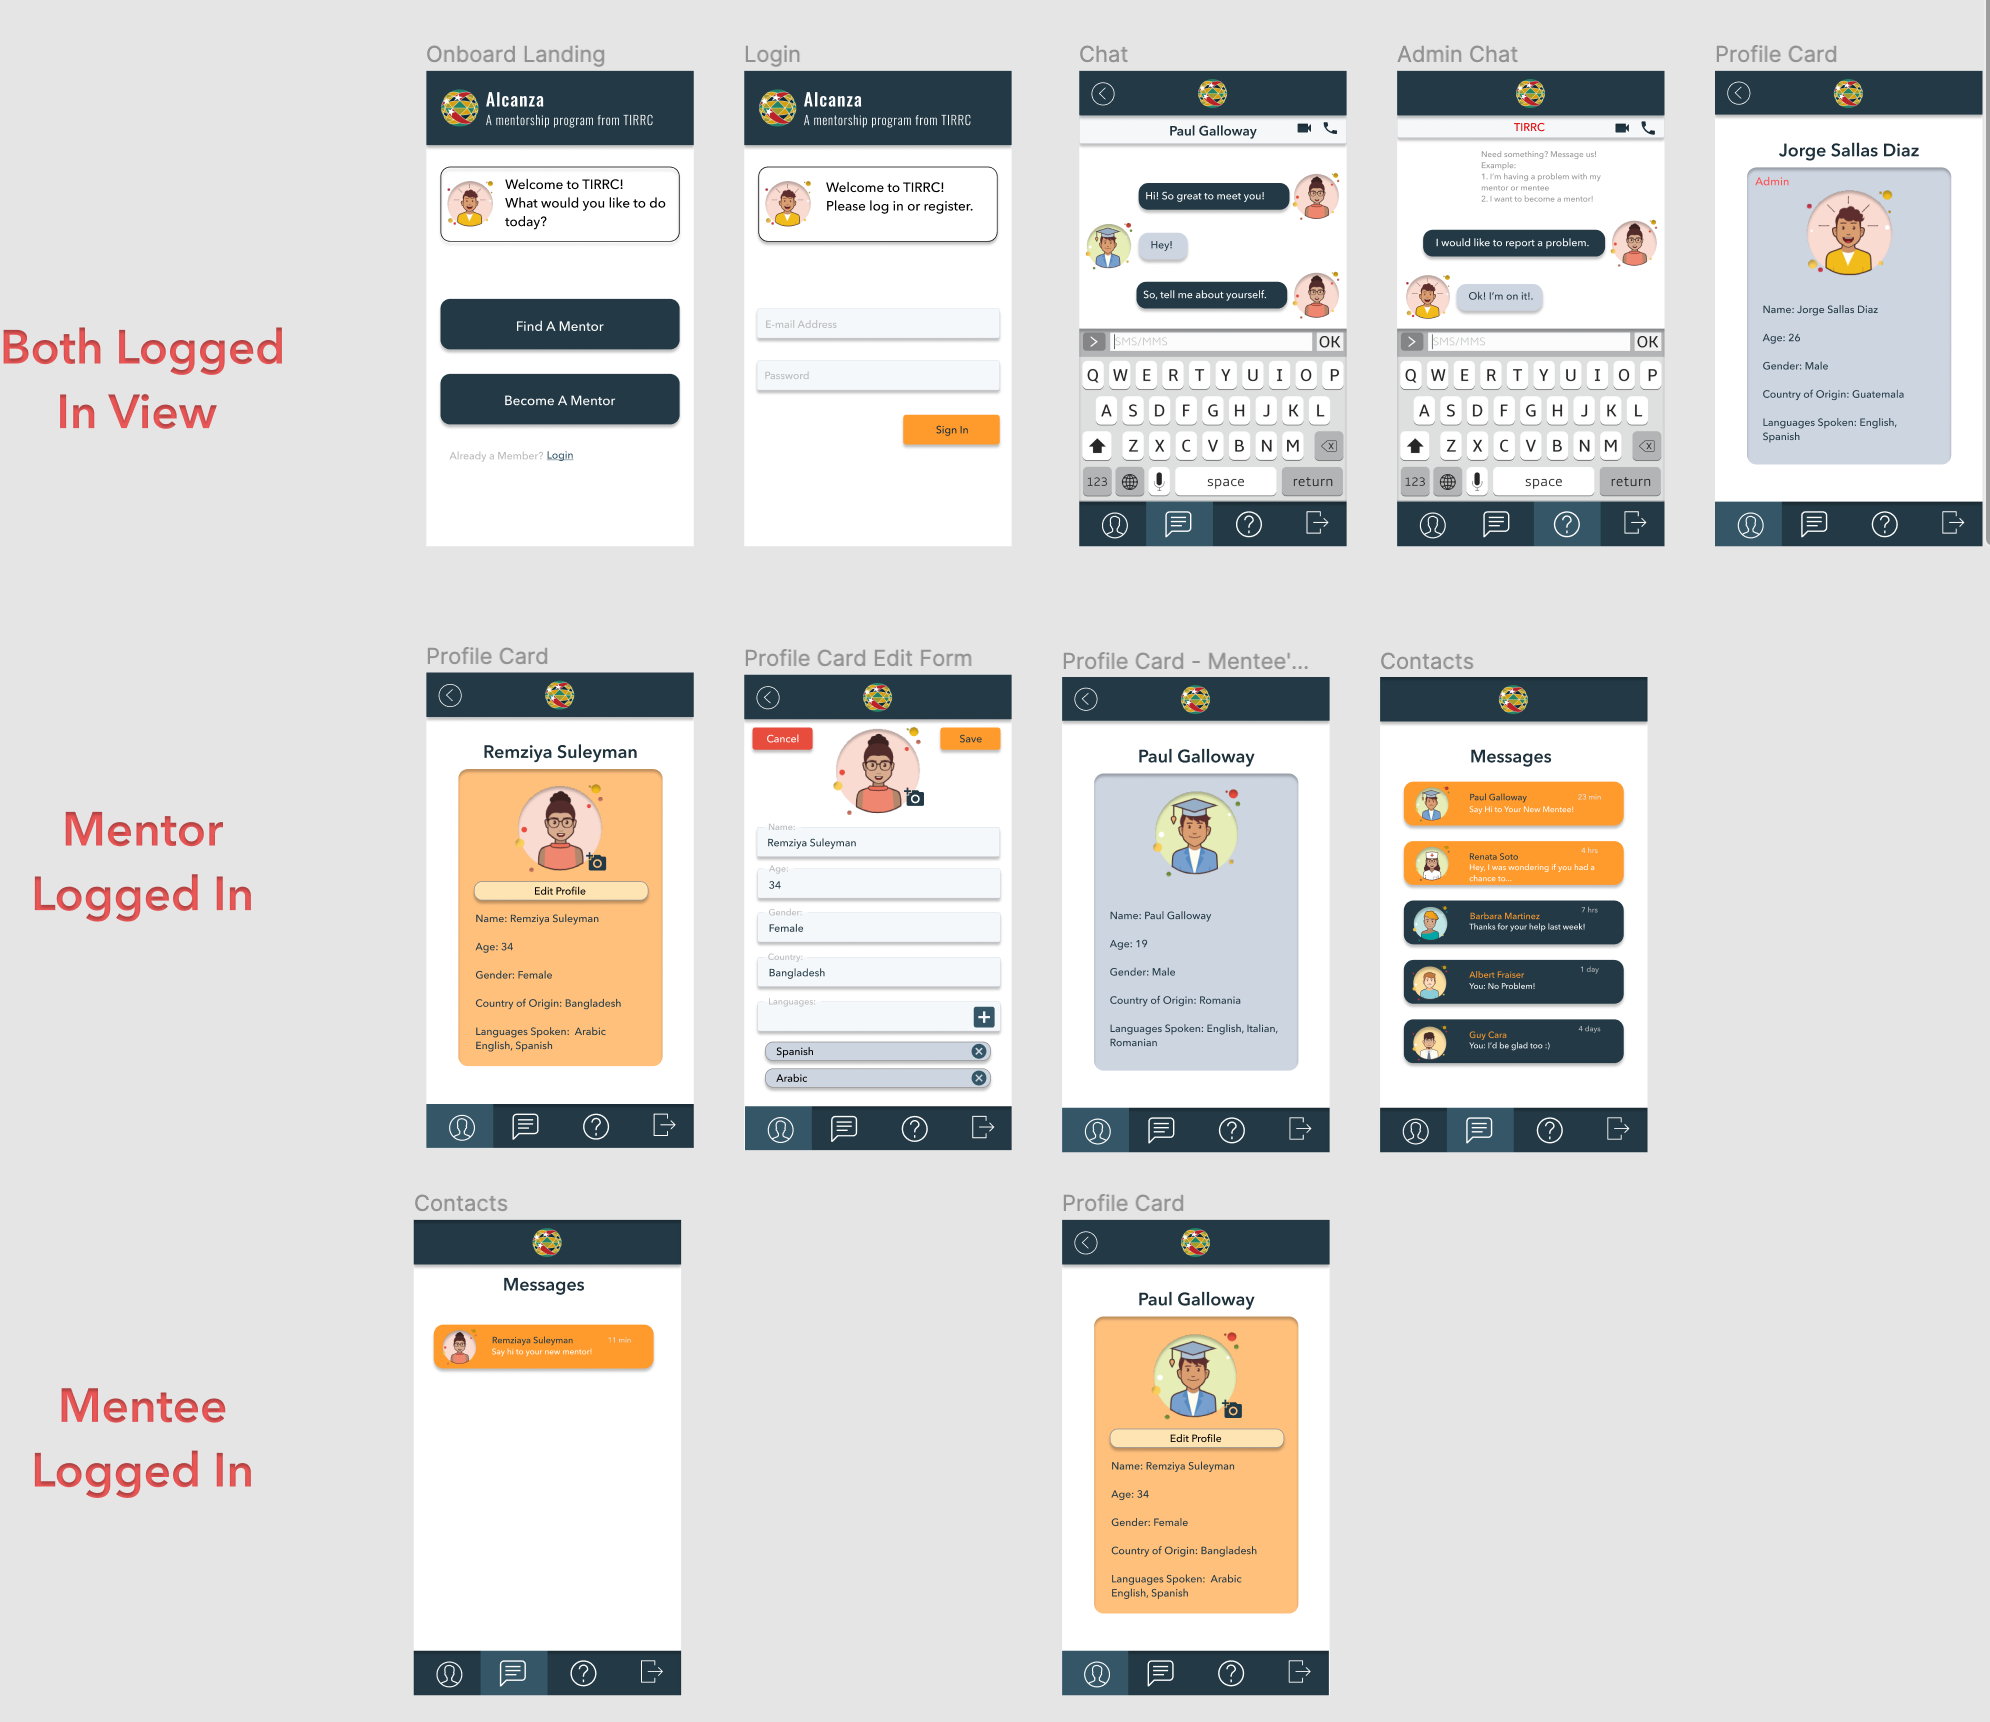 Both Logged
In View
Onboard Landing
Alcanza
A mentorship program from TIRRC
Welcome to TIRRC!
What would you like to do
today?
Find A Mentor
Become A Mentor
Already a Member? Login
Login
Alcanza
A mentorship program from TIRRC
Welcome to TIRRC!
Please log in or register.
E-mail Address
Password
Sign In
Chat
Paul Galloway
Hi! So great to meet you!
Hey!
So, tell me about yourself.
SMS/MMS
OK
Q W E R T Y U I O P
A S D F G H J K L
Z X C V B N M
123 space return
Admin Chat
TIRRC
Need something? Message us!
Example:
1. I'm having a problem with my
mentor or mentee
2. I want to become a mentor!
I would like to report a problem.
Ok! I'm on it!.
SMS/MMS
OK
Q W E R T Y U I O P
A S D F G H J K L
Z X C V B N M
123 space return
Profile Card
Jorge Sallas Diaz
Admin
Name: Jorge Sallas Diaz
Age: 26
Gender: Male
Country of Origin: Guatemala
Languages Spoken: English,
Spanish
Mentor
Logged In
Profile Card
Remziya Suleyman
Edit Profile
Name: Remziya Suleyman
Age: 34
Gender: Female
Country of Origin: Bangladesh
Languages Spoken: Arabic
English, Spanish
Profile Card Edit Form
Cancel
Save
Name:
Remziya Suleyman
Age:
34
Gender:
Female
Country:
Bangladesh
Languages:
Spanish
Arabic
Profile Card - Mentee'...
Paul Galloway
Name: Paul Galloway
Age: 19
Gender: Male
Country of Origin: Romania
Languages Spoken: English, Italian,
Romanian
Contacts
Messages
Paul Galloway 23 min
Say Hi to Your New Mentee!
4 hrs
Renata Soto
Hey, I was wondering if you had a
chance to...
7 hrs
Barbara Martinez
Thanks for your help last week!
1 day
Albert Fraiser
You: No Problem!
4 days
Guy Cara
You: I'd be glad too :)
Mentee
Logged In
Contacts
Messages
Remziaya Suleyman 11 min
Say hi to your new mentor!
Profile Card
Paul Galloway
Edit Profile
Name: Remziya Suleyman
Age: 34
Gender: Female
Country of Origin: Bangladesh
Languages Spoken: Arabic
English, Spanish